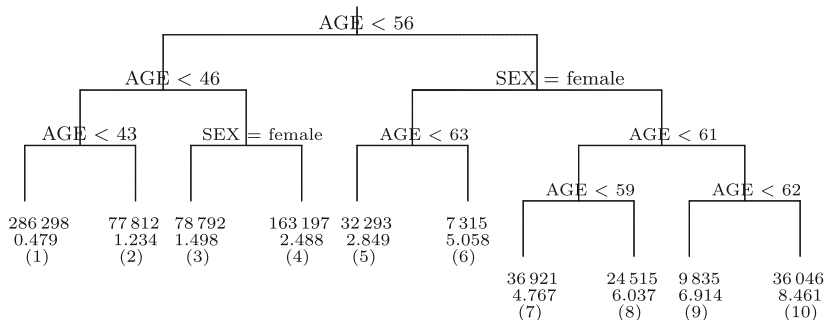 AGE < 56
AGE < 46
SEX = female
AGE < 43
SEX = female
AGE < 63
AGE < 61
AGE < 59
AGE < 62
286 298 77 812 78 792 163 197 32 293 7 315
0.479 1.234 1.498 2.488 2.849 5.058
(1) (2) (3) (4) (5) (6)
36 921 24 515 9 835 36 046
4.767 6.037 6.914 8.461
(7) (8) (9) (10)